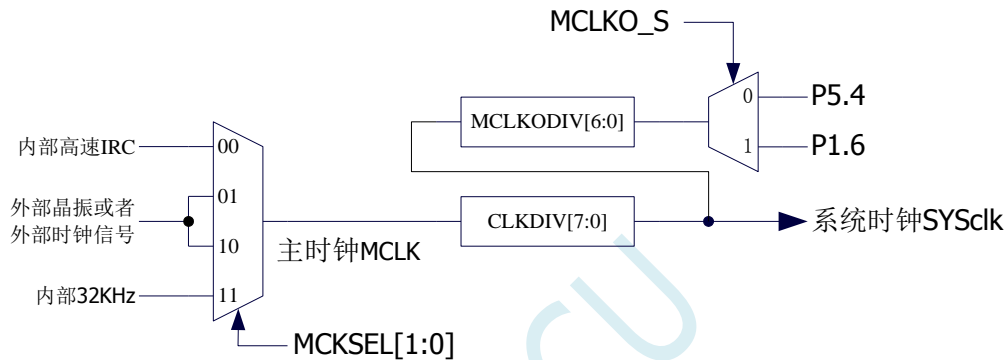 MCLKO_S
0
P5.4
MCLKODIV[6:0]
1
P1.6
内部高速IRC
00
01
外部晶振或者
外部时钟信号
10
CLKDIV[7:0]
系统时钟SYSclk
主时钟MCLK
内部32KHz
11
MCKSEL[1:0]
CU